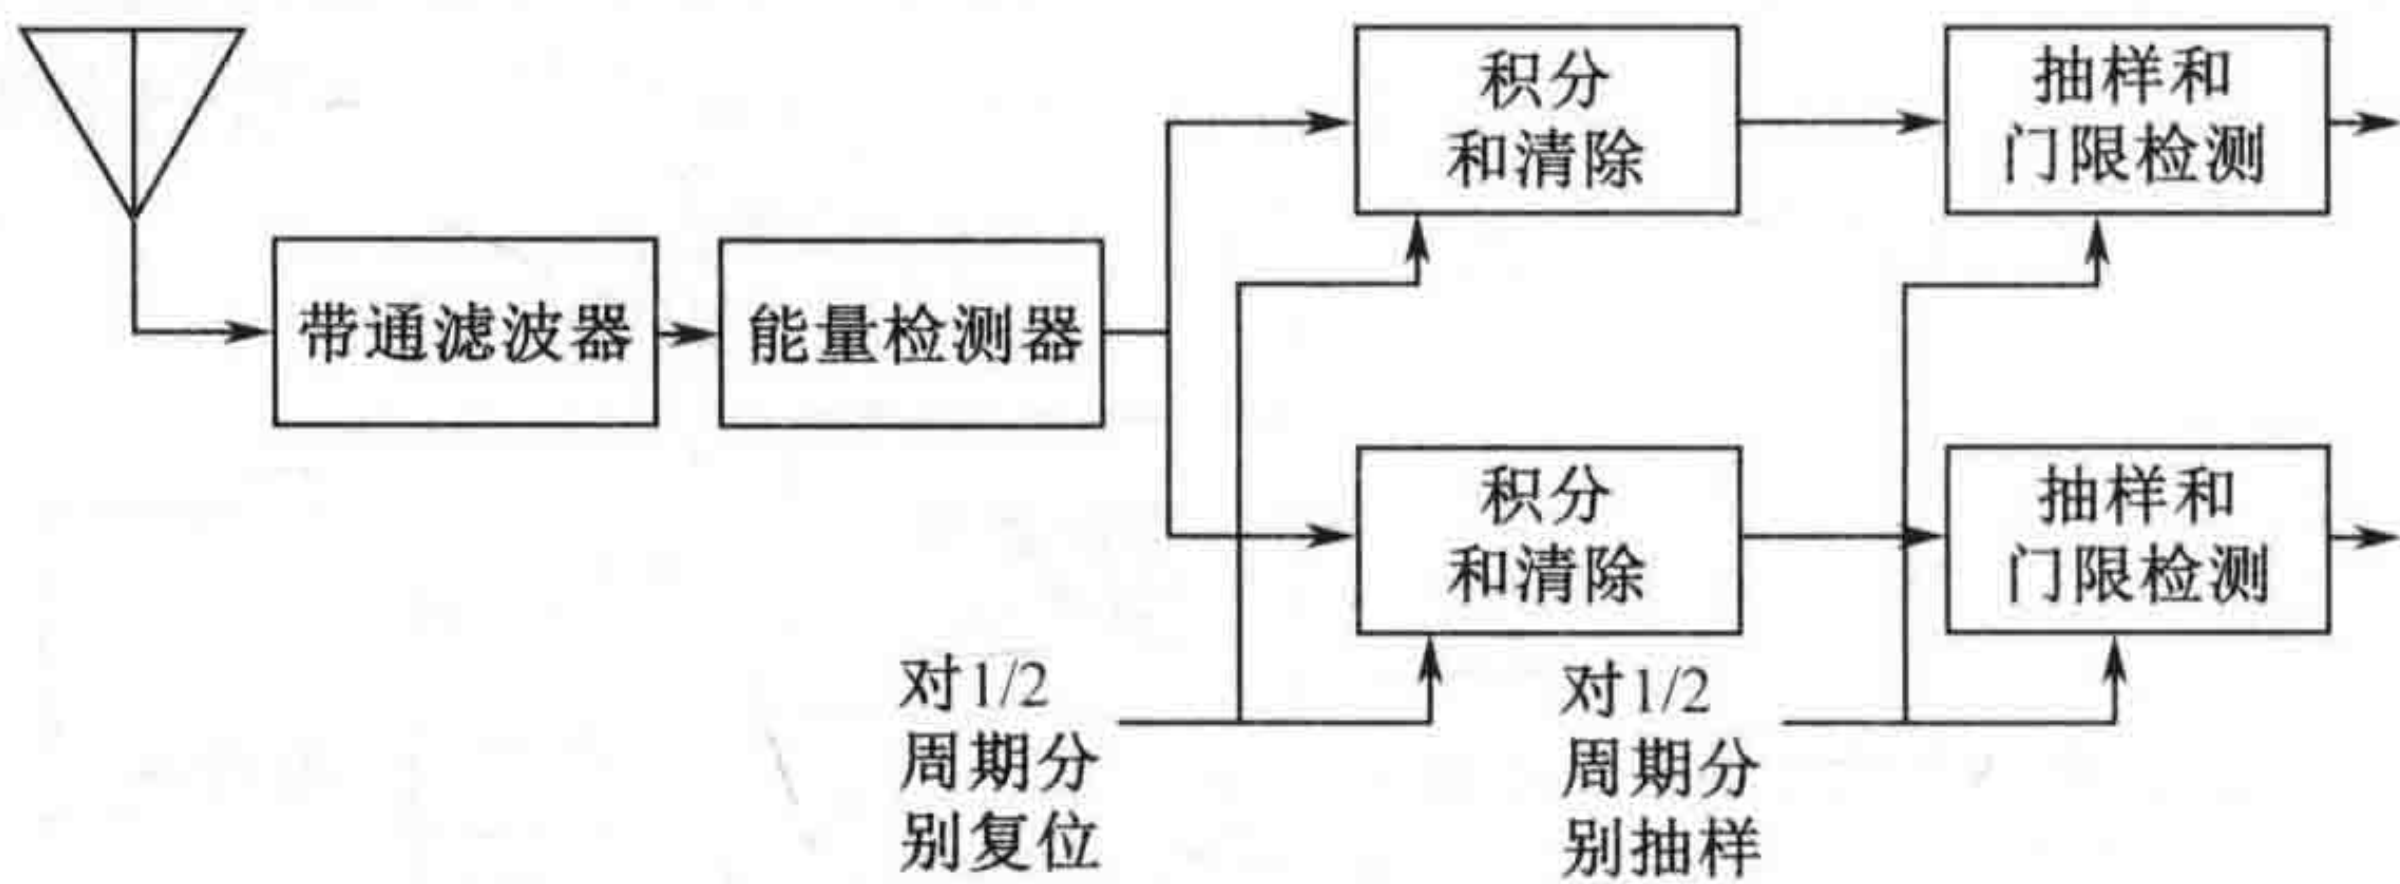 积分
和清除
抽样和
门限检测
带通滤波器
能量检测器
积分
和清除
抽样和
门限检测
对1/2
周期分
别复位
对1/2
周期分
别抽样